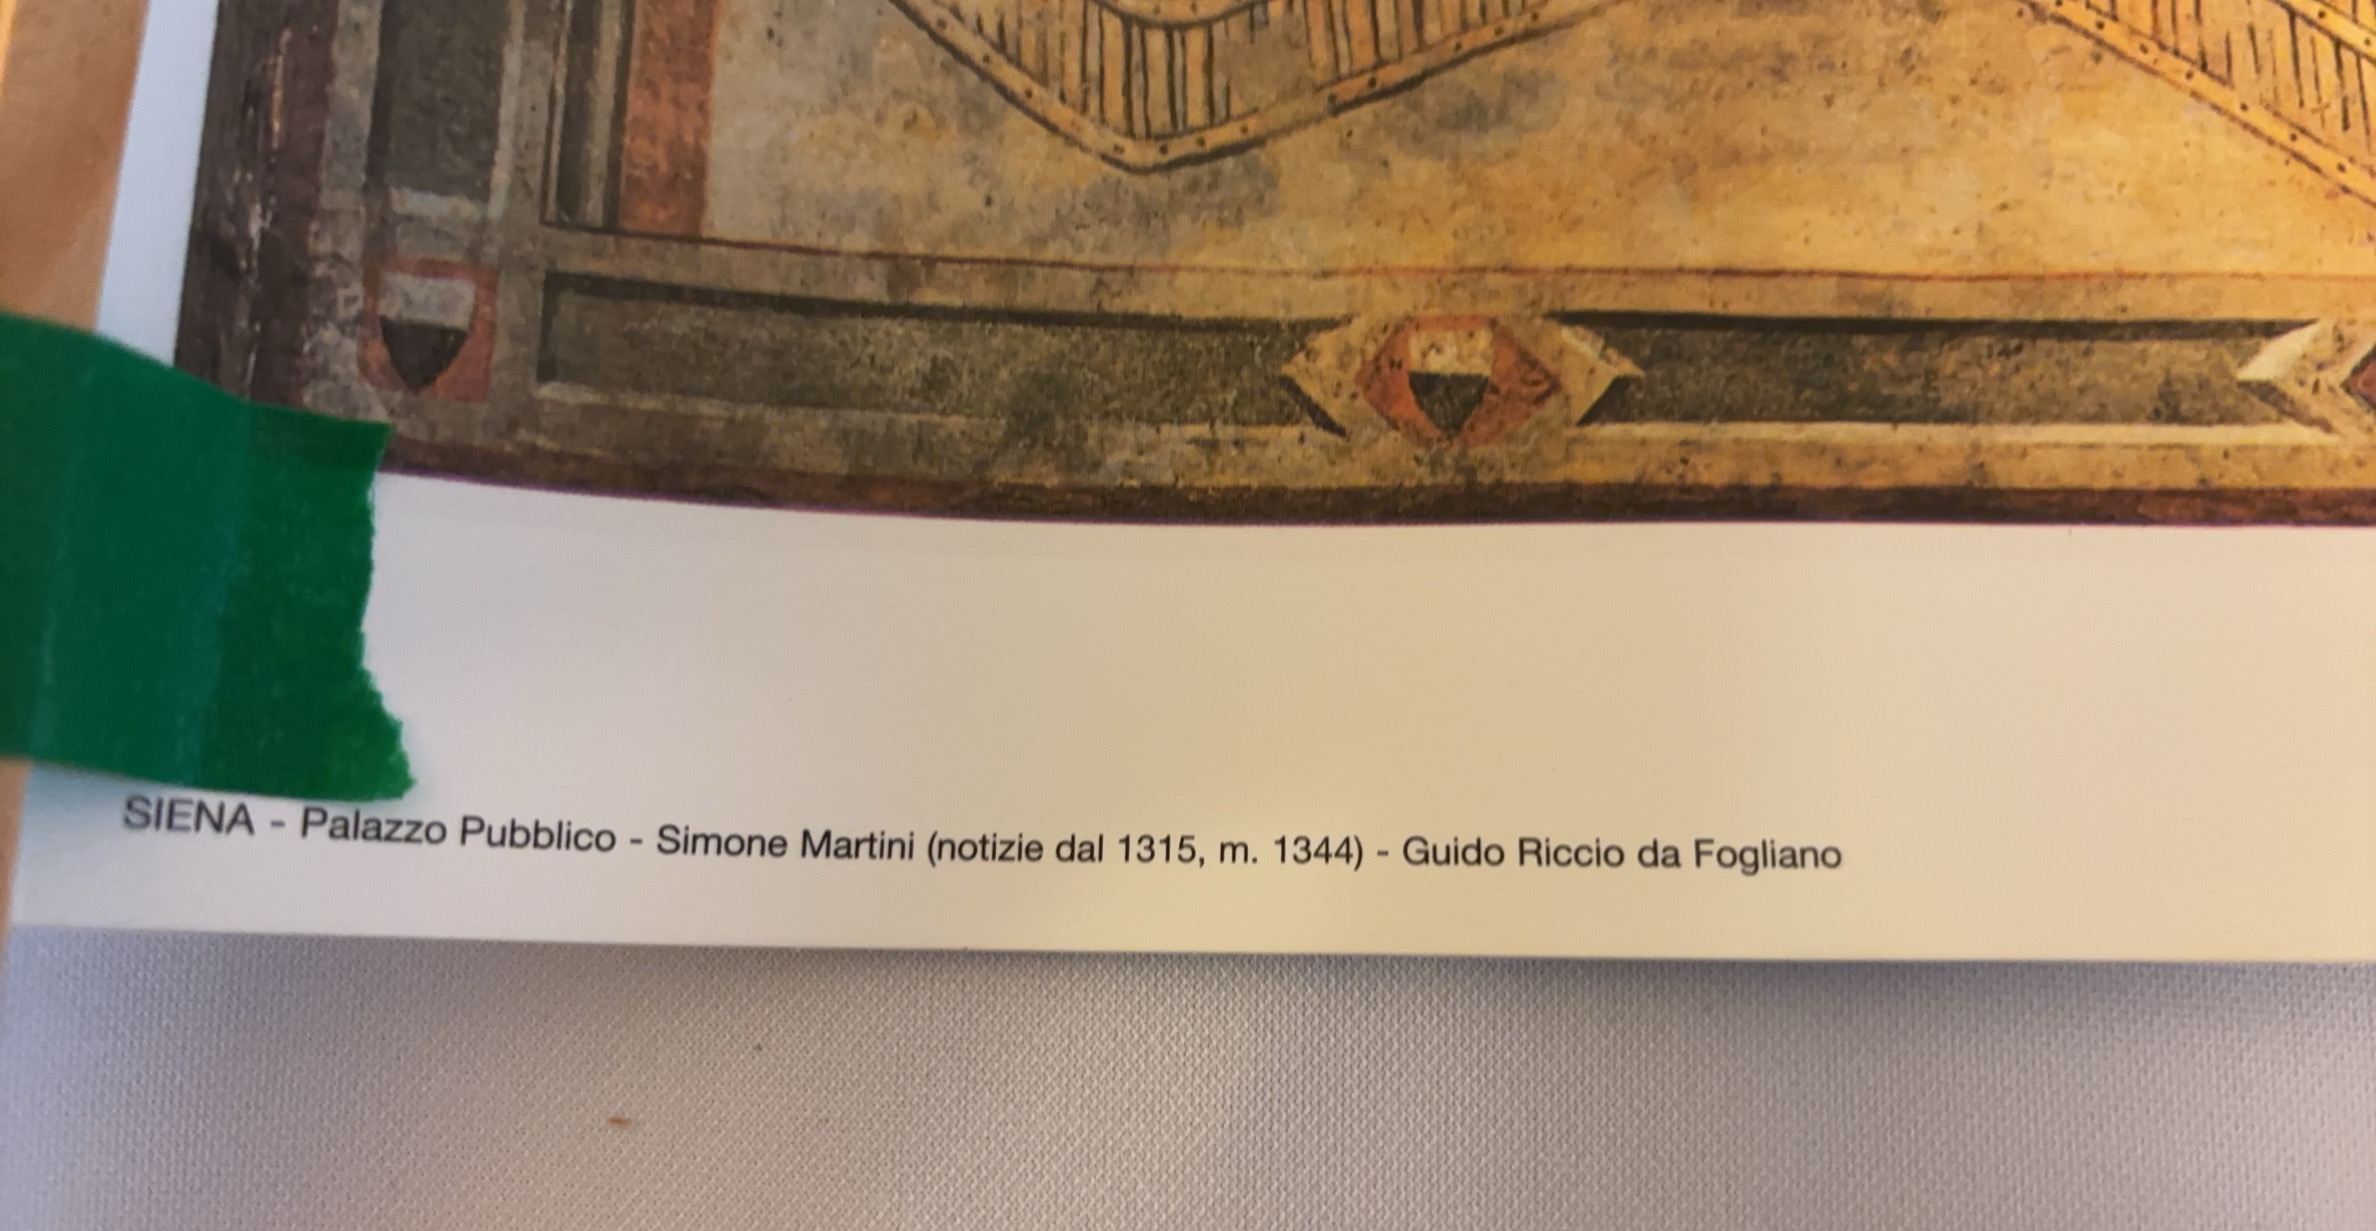 SIENA - Palazzo Pubblico - Simone Martini (notizie dal 1315, m. 1344) - Guido Riccio da Fogliano